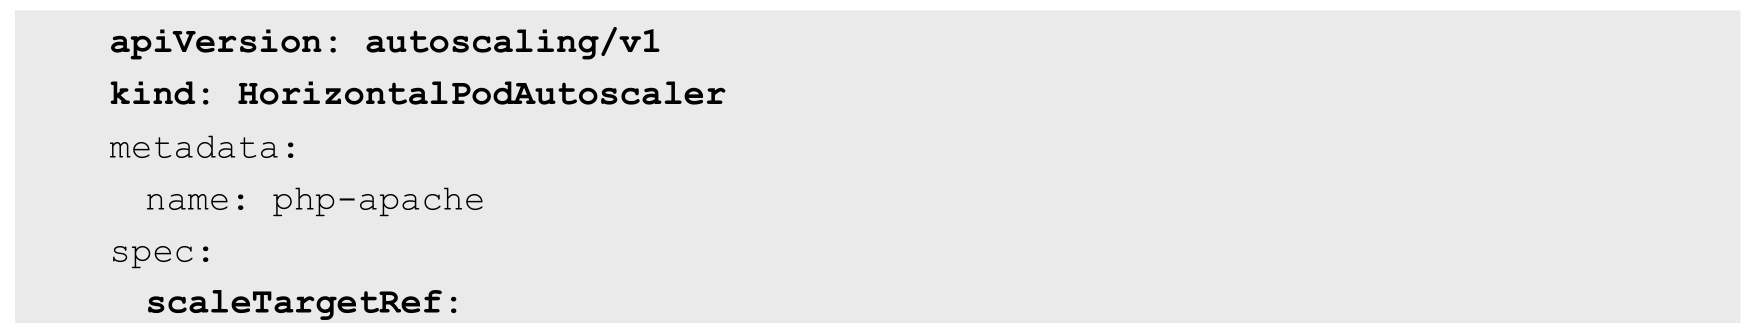 apiVersion: autoscaling/v1
kind: HorizontalPodAutoscaler
metadata:
  name: php-apache
spec:
  scaleTargetRef: